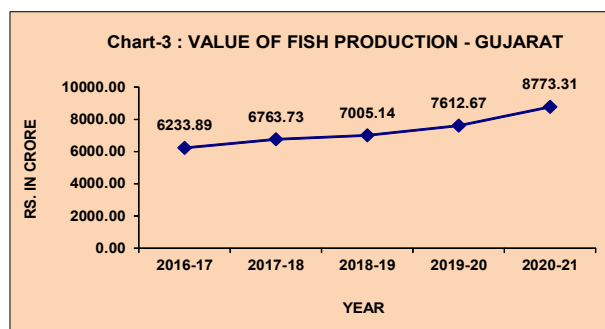 Chart-3 : VALUE OF FISH PRODUCTION - GUJARAT
RS. IN CRORE
10000.00
8000.00
6000.00
4000.00
2000.00
0.00
6233.89
6763.73
7005.14
7612.67
8773.31
2016-17 2017-18 2018-19 2019-20 2020-21
YEAR